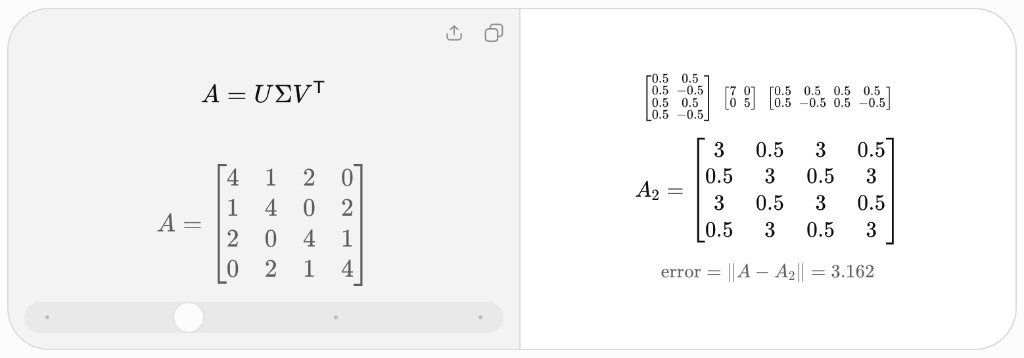 A = UΣVᵀ
A =
4 1 2 0
1 4 0 2
2 0 4 1
0 2 1 4
0.5 0.5
0.5 −0.5
0.5 0.5
0.5 −0.5
7 0
0 5
0.5 0.5 0.5 0.5
0.5 −0.5 0.5 −0.5
A₂ =
3 0.5 3 0.5
0.5 3 0.5 3
3 0.5 3 0.5
0.5 3 0.5 3
error = ||A − A₂|| = 3.162